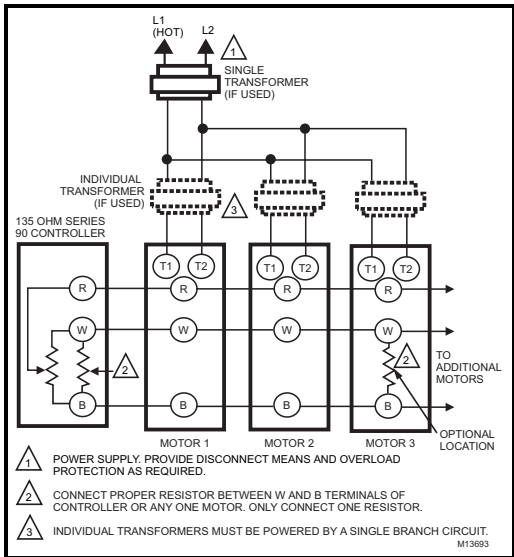 L1
(HOT)
L2
1
SINGLE
TRANSFORMER
(IF USED)
INDIVIDUAL
TRANSFORMER
(IF USED)
3
135 OHM SERIES
90 CONTROLLER
T1 T2 T1 T2 T1 T2
R R R R
W W W W
2
2
TO
ADDITIONAL
MOTORS
B B B B
OPTIONAL
LOCATION
MOTOR 1 MOTOR 2 MOTOR 3
1 POWER SUPPLY. PROVIDE DISCONNECT MEANS AND OVERLOAD
PROTECTION AS REQUIRED.
2 CONNECT PROPER RESISTOR BETWEEN W AND B TERMINALS OF
CONTROLLER OR ANY ONE MOTOR. ONLY CONNECT ONE RESISTOR.
3 INDIVIDUAL TRANSFORMERS MUST BE POWERED BY A SINGLE BRANCH CIRCUIT.
M13693